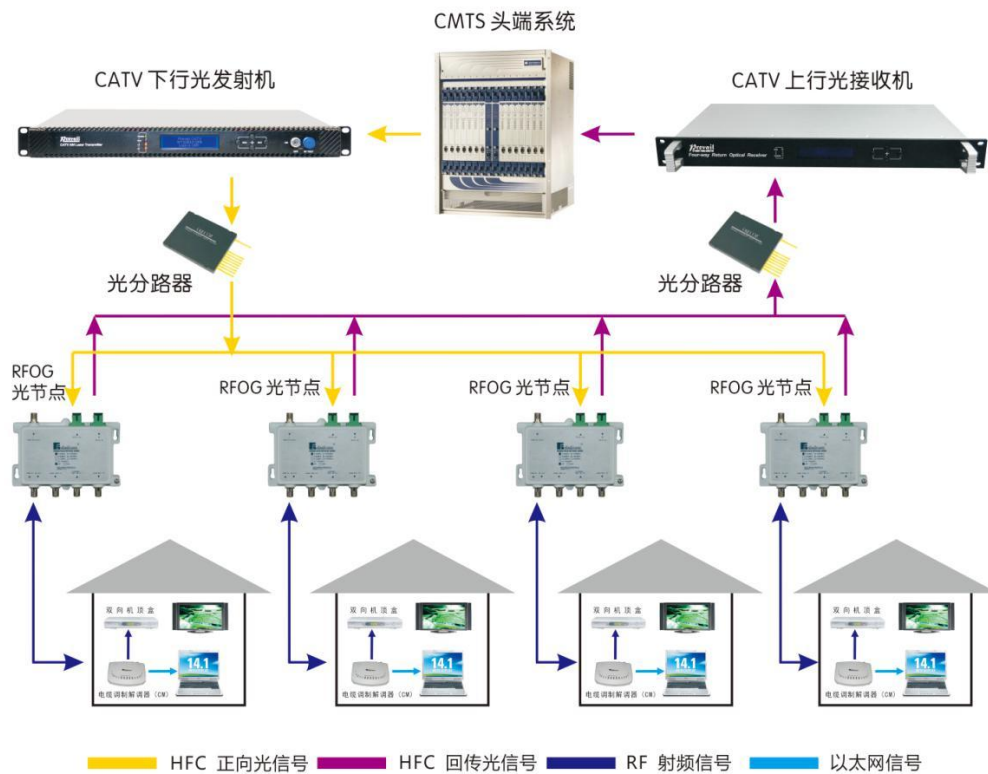 CMTS 头端系统
CATV 下行光发射机
CATV 上行光接收机
Four-way Return Optical Receiver
光分路器
光分路器
RFOG
光节点
RFOG 光节点
RFOG 光节点
RFOG 光节点
双向机顶盒
14.1
电缆调制解调器(CM)
双向机顶盒
14.1
电缆调制解调器(CM)
双向机顶盒
14.1
电缆调制解调器(CM)
双向机顶盒
14.1
电缆调制解调器(CM)
HFC 正向光信号
HFC 回传光信号
RF 射频信号
以太网信号